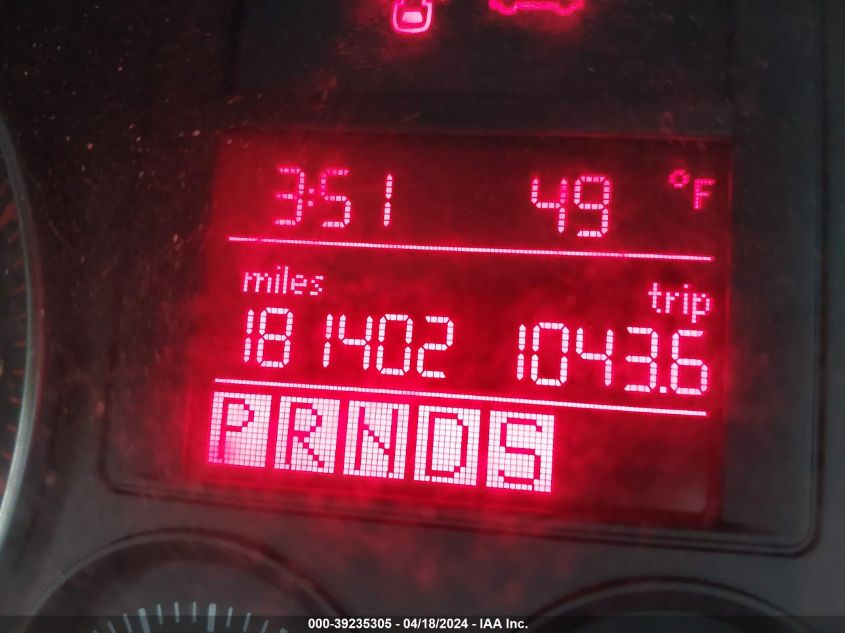 3:51 49 °F
miles trip
181402 1043.6
P R N D S
000-39235305 - 04/18/2024 - IAA Inc.